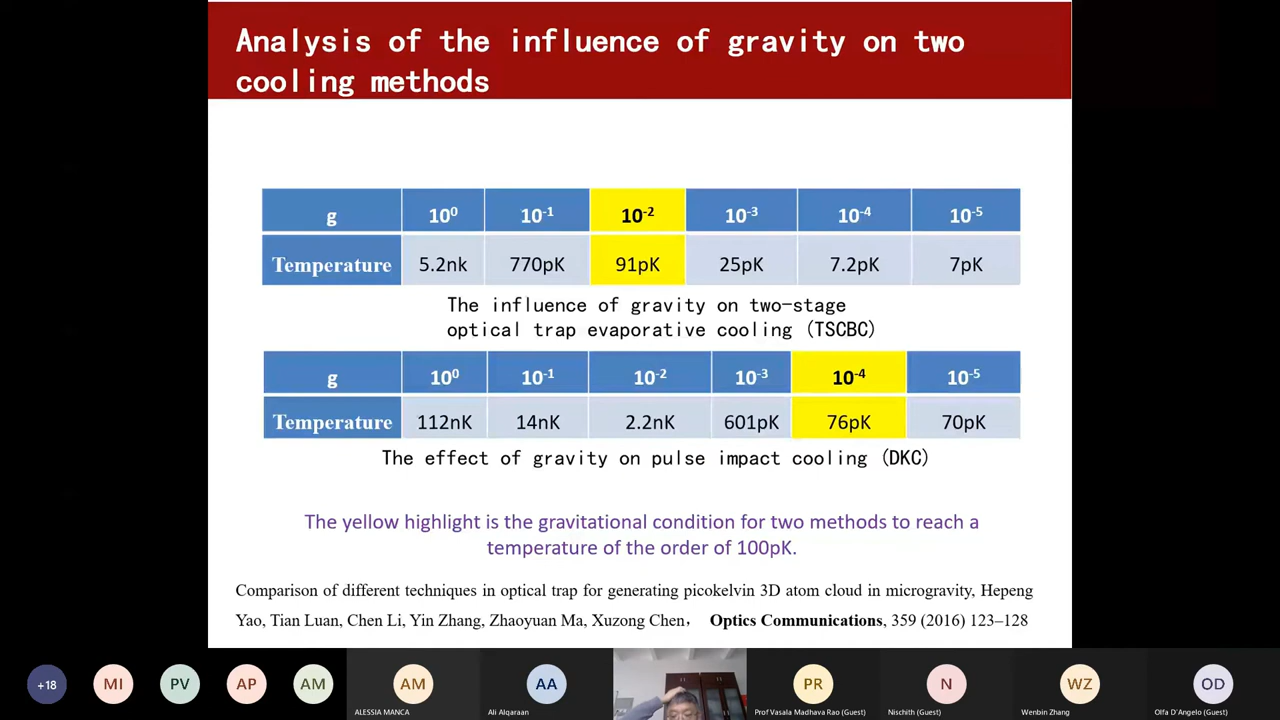 Analysis of the influence of gravity on two
cooling methods
g 10⁰ 10⁻¹ 10⁻² 10⁻³ 10⁻⁴ 10⁻⁵
Temperature 5.2nk 770pK 91pK 25pK 7.2pK 7pK
The influence of gravity on two-stage
optical trap evaporative cooling (TSCBC)
g 10⁰ 10⁻¹ 10⁻² 10⁻³ 10⁻⁴ 10⁻⁵
Temperature 112nK 14nK 2.2nK 601pK 76pK 70pK
The effect of gravity on pulse impact cooling (DKC)
The yellow highlight is the gravitational condition for two methods to reach a
temperature of the order of 100pK.
Comparison of different techniques in optical trap for generating picokelvin 3D atom cloud in microgravity, Hepeng
Yao, Tian Luan, Chen Li, Yin Zhang, Zhaoyuan Ma, Xuzong Chen， Optics Communications, 359 (2016) 123–128
+18 MI PV AP AM AM AA PR N WZ OD
ALESSIA MANCA Ali Alqaraan Prof Vasala Madhava Rao (Guest) Nischith (Guest) Wenbin Zhang Olfa D'Angelo (Guest)